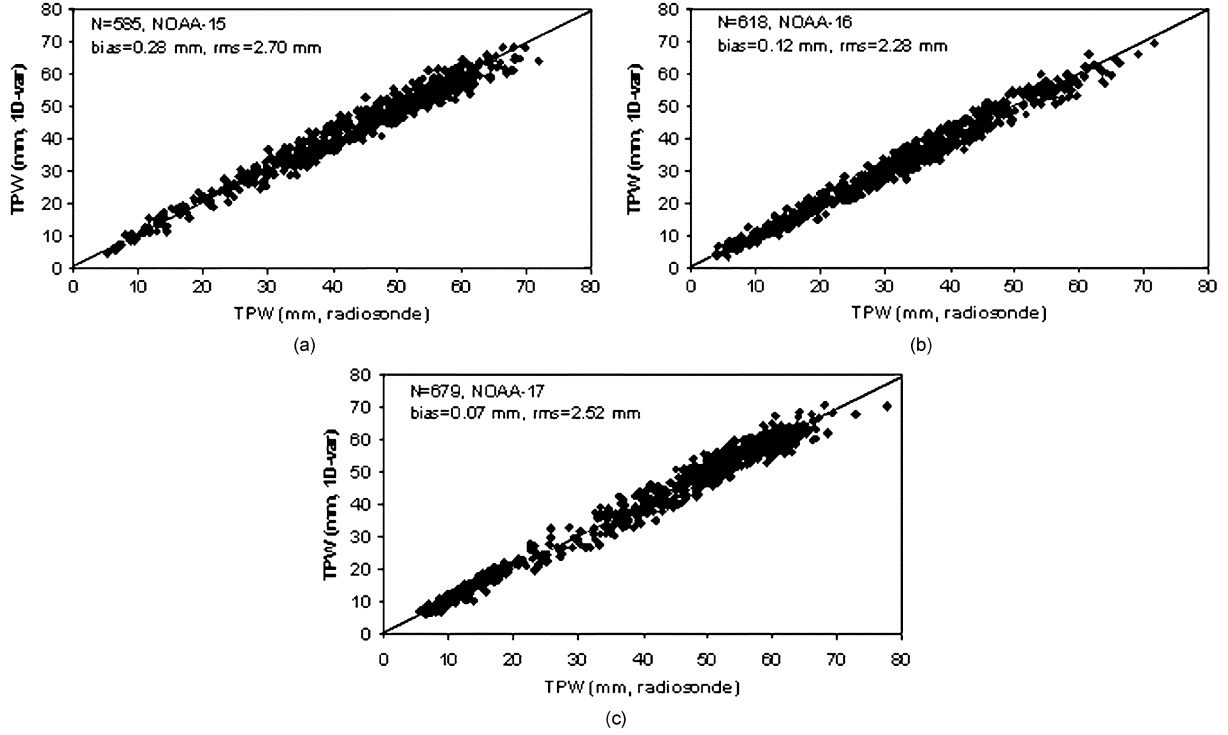 N=585, NOAA-15
bias=0.28 mm, rms=2.70 mm
80
70
60
50
40
30
20
10
0
TPW (mm, 1D-var)
0 10 20 30 40 50 60 70 80
TPW (mm, radiosonde)
(a)
N=618, NOAA-16
bias=0.12 mm, rms=2.28 mm
80
70
60
50
40
30
20
10
0
TPW (mm, 1D-var)
0 10 20 30 40 50 60 70 80
TPW (mm, radiosonde)
(b)
N=679, NOAA-17
bias=0.07 mm, rms=2.52 mm
80
70
60
50
40
30
20
10
0
TPW (mm, 1D-var)
0 10 20 30 40 50 60 70 80
TPW (mm, radiosonde)
(c)